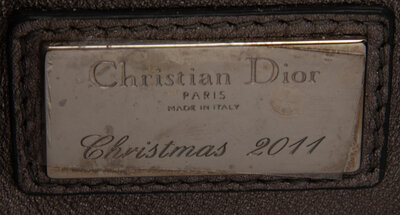 Christian Dior
PARIS
MADE IN ITALY
Christmas 2011